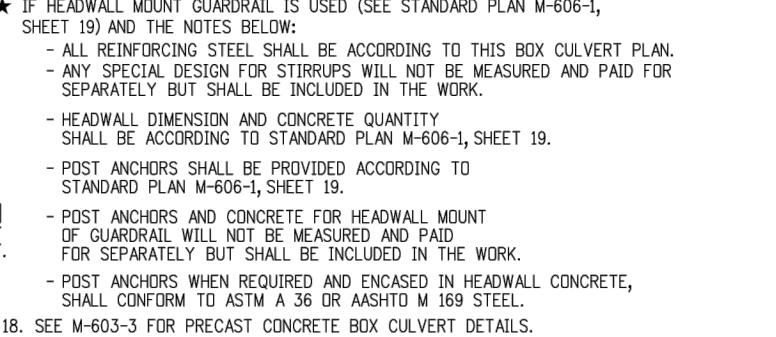 ★ IF HEADWALL MOUNT GUARDRAIL IS USED (SEE STANDARD PLAN M-606-1,
SHEET 19) AND THE NOTES BELOW:
- ALL REINFORCING STEEL SHALL BE ACCORDING TO THIS BOX CULVERT PLAN.
- ANY SPECIAL DESIGN FOR STIRRUPS WILL NOT BE MEASURED AND PAID FOR
SEPARATELY BUT SHALL BE INCLUDED IN THE WORK.
- HEADWALL DIMENSION AND CONCRETE QUANTITY
SHALL BE ACCORDING TO STANDARD PLAN M-606-1, SHEET 19.
- POST ANCHORS SHALL BE PROVIDED ACCORDING TO
STANDARD PLAN M-606-1, SHEET 19.
- POST ANCHORS AND CONCRETE FOR HEADWALL MOUNT
OF GUARDRAIL WILL NOT BE MEASURED AND PAID
FOR SEPARATELY BUT SHALL BE INCLUDED IN THE WORK.
- POST ANCHORS WHEN REQUIRED AND ENCASED IN HEADWALL CONCRETE,
SHALL CONFORM TO ASTM A 36 OR AASHTO M 169 STEEL.
18. SEE M-603-3 FOR PRECAST CONCRETE BOX CULVERT DETAILS.